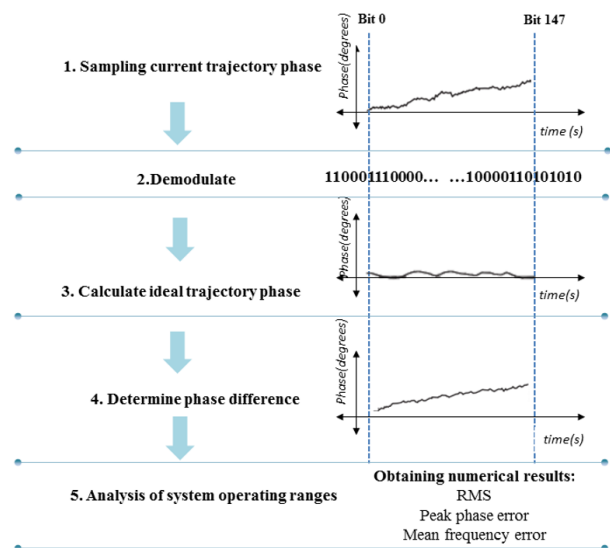 Bit 0
Bit 147
1. Sampling current trajectory phase
Phase(degrees)
time (s)
2.Demodulate
110001110000... ...10000110101010
Phase(degrees)
3. Calculate ideal trajectory phase
time(s)
Phase(degrees)
4. Determine phase difference
time(s)
5. Analysis of system operating ranges
Obtaining numerical results:
RMS
Peak phase error
Mean frequency error